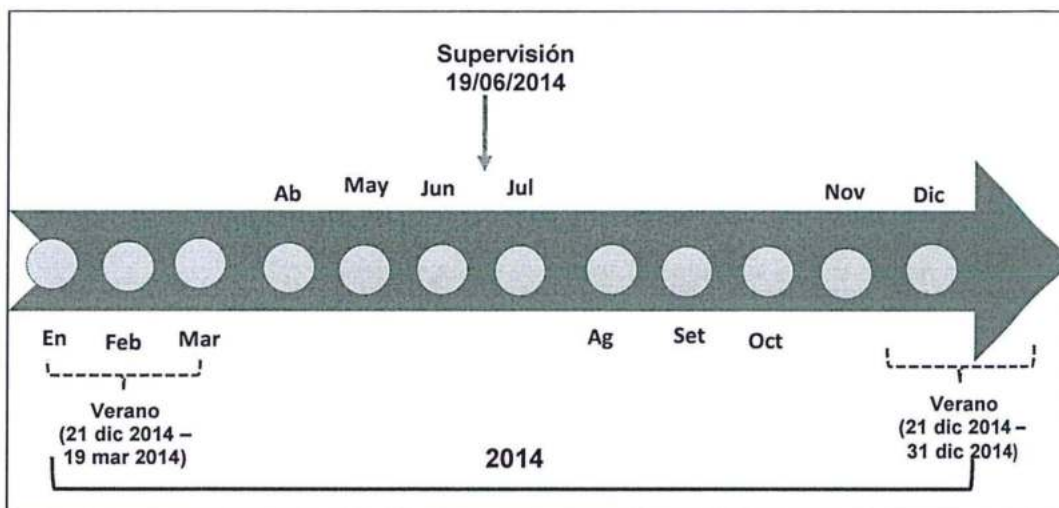 Supervisión
19/06/2014
Ab
May
Jun
Jul
Nov
Dic
En
Feb
Mar
Ag
Set
Oct
Verano
(21 dic 2014 –
19 mar 2014)
2014
Verano
(21 dic 2014 –
31 dic 2014)